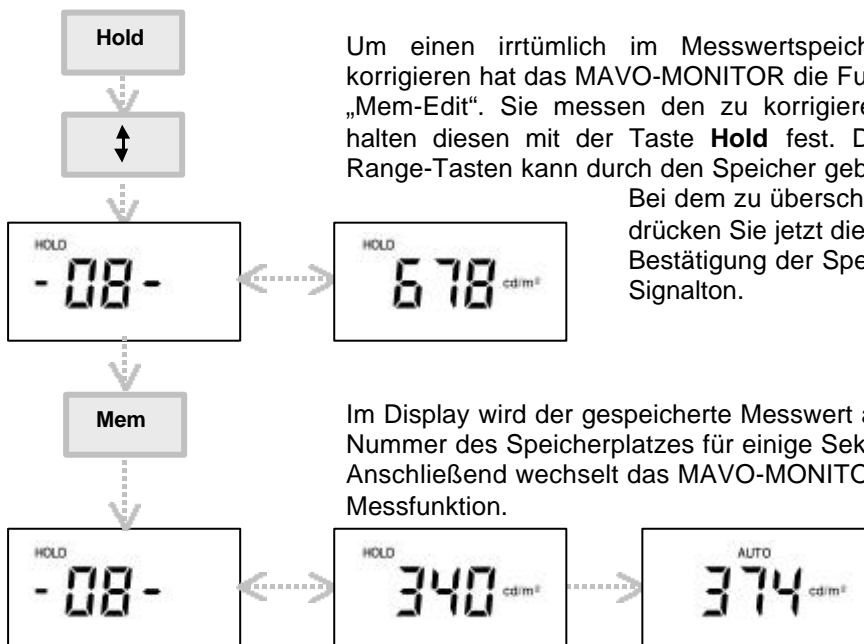 Hold
Um einen irrtümlich im Messwertspeich
korrigieren hat das MAVO-MONITOR die Fu
„Mem-Edit“. Sie messen den zu korrigiere
halten diesen mit der Taste Hold fest. D
Range-Tasten kann durch den Speicher geb
Bei dem zu übersch
drücken Sie jetzt die
Bestätigung der Spe
Signalton.
HOLD
- 08 -
HOLD
678 cd/m²
Mem
Im Display wird der gespeicherte Messwert a
Nummer des Speicherplatzes für einige Sek
Anschließend wechselt das MAVO-MONITO
Messfunktion.
HOLD
- 08 -
HOLD
340 cd/m²
AUTO
374 cd/m²